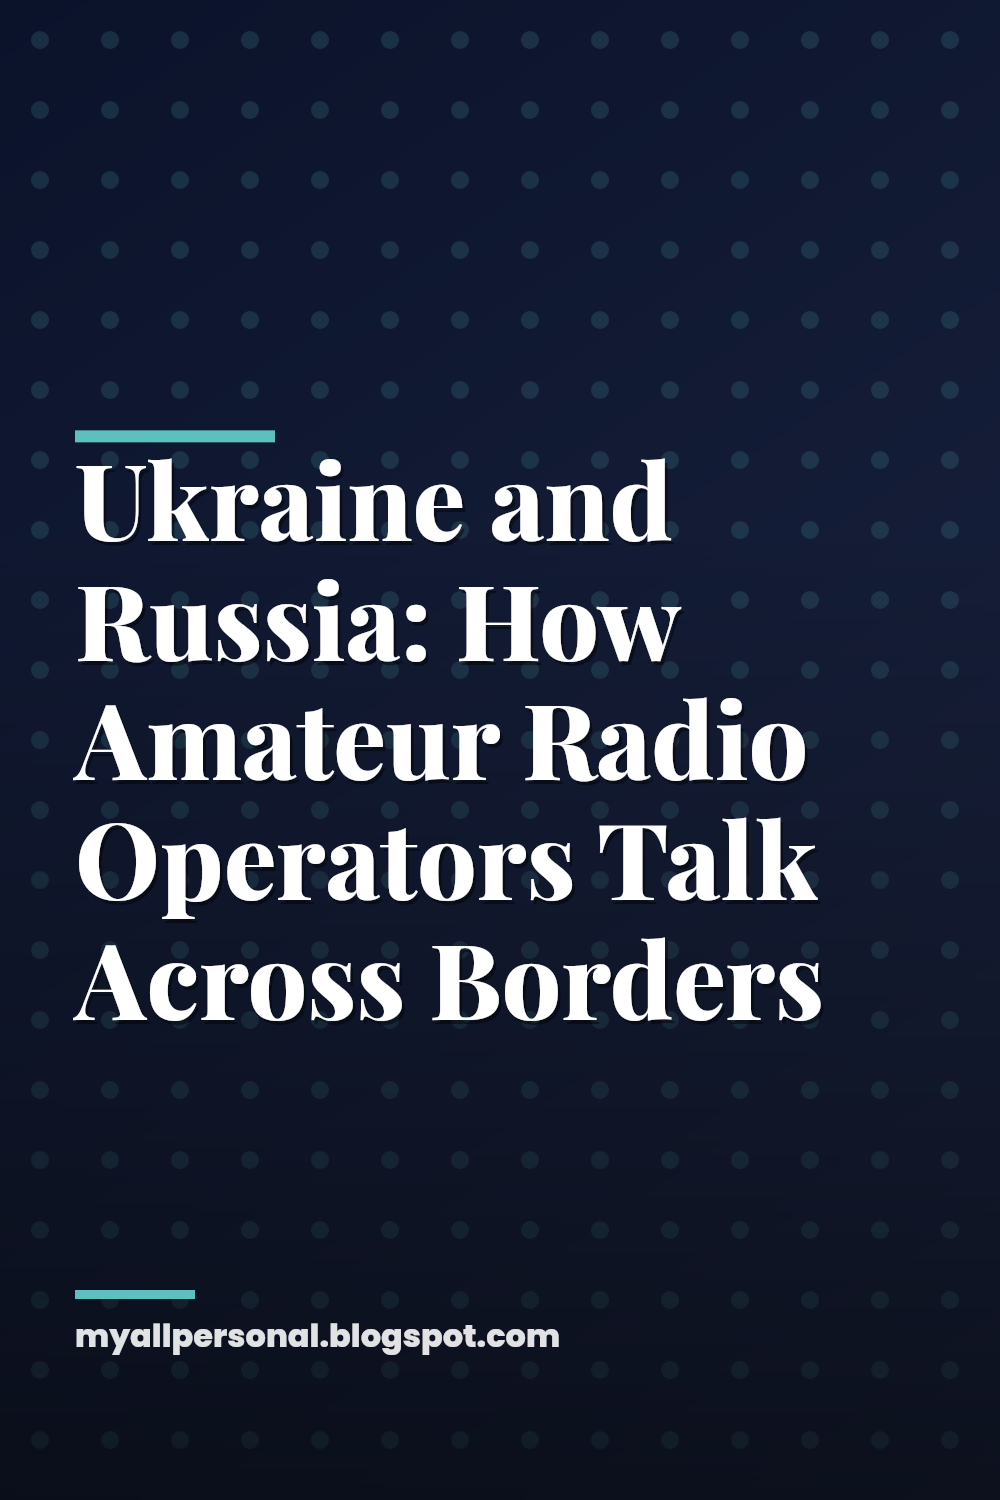 Ukraine and
Russia: How
Amateur Radio
Operators Talk
Across Borders
myallpersonal.blogspot.com